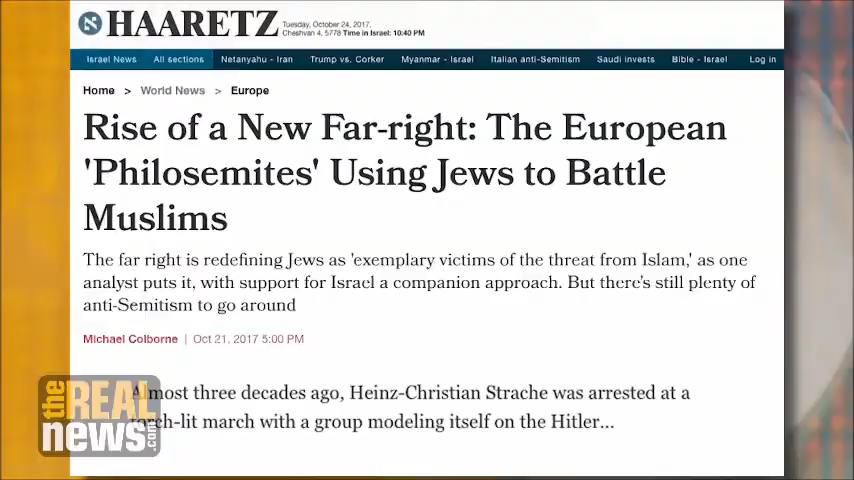 HAARETZ
Tuesday, October 24, 2017.
Cheshvan 4, 5778 Time in Israel: 10:40 PM
Israel News All sections Netanyahu - Iran Trump vs. Corker Myanmar - Israel Italian anti-Semitism Saudi invests Bible - Israel Log in
Home > World News > Europe
Rise of a New Far-right: The European
'Philosemites' Using Jews to Battle
Muslims
The far right is redefining Jews as 'exemplary victims of the threat from Islam,' as one
analyst puts it, with support for Israel a companion approach. But there's still plenty of
anti-Semitism to go around
Michael Colborne | Oct 21, 2017 5:00 PM
Almost three decades ago, Heinz-Christian Strache was arrested at a
torch-lit march with a group modeling itself on the Hitler...
the REAL news.com